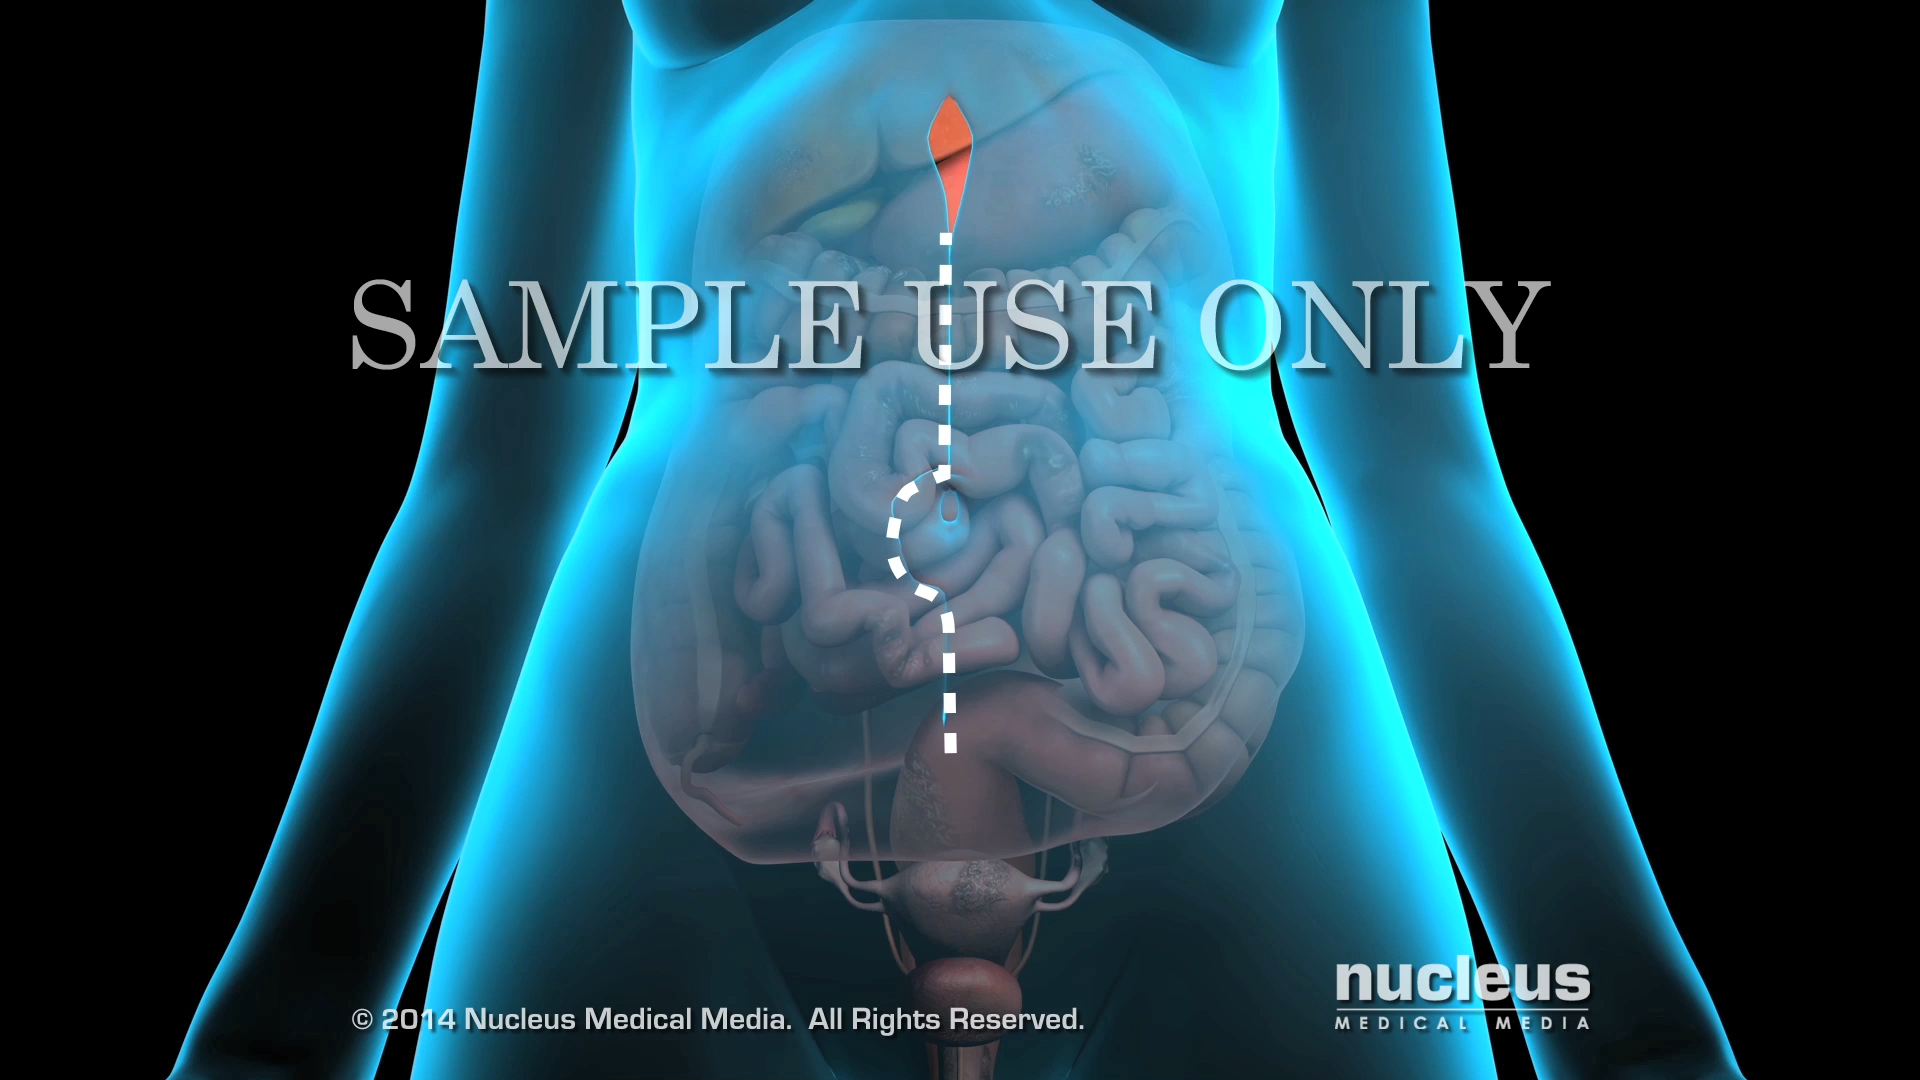 SAMPLE USE ONLY
nucleus
MEDICAL MEDIA
© 2014 Nucleus Medical Media. All Rights Reserved.